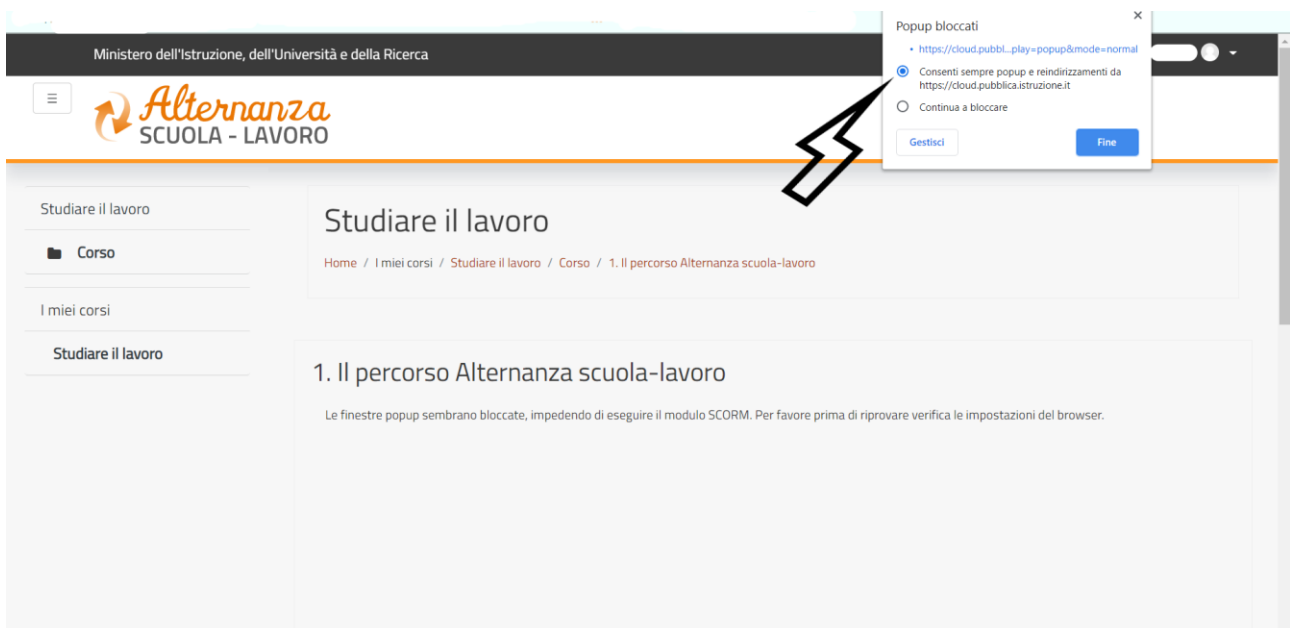 Popup bloccati
• https://cloud.pubbl...play=popup&mode=normal
Consenti sempre popup e reindirizzamenti da
https://cloud.pubblica.istruzione.it
Continua a bloccare
Gestisci
Fine
Ministero dell'Istruzione, dell'Università e della Ricerca
Alternanza
SCUOLA - LAVORO
Studiare il lavoro
Corso
I miei corsi
Studiare il lavoro
Studiare il lavoro
Home / I miei corsi / Studiare il lavoro / Corso / 1. Il percorso Alternanza scuola-lavoro
1. Il percorso Alternanza scuola-lavoro
Le finestre popup sembrano bloccate, impedendo di eseguire il modulo SCORM. Per favore prima di riprovare verifica le impostazioni del browser.